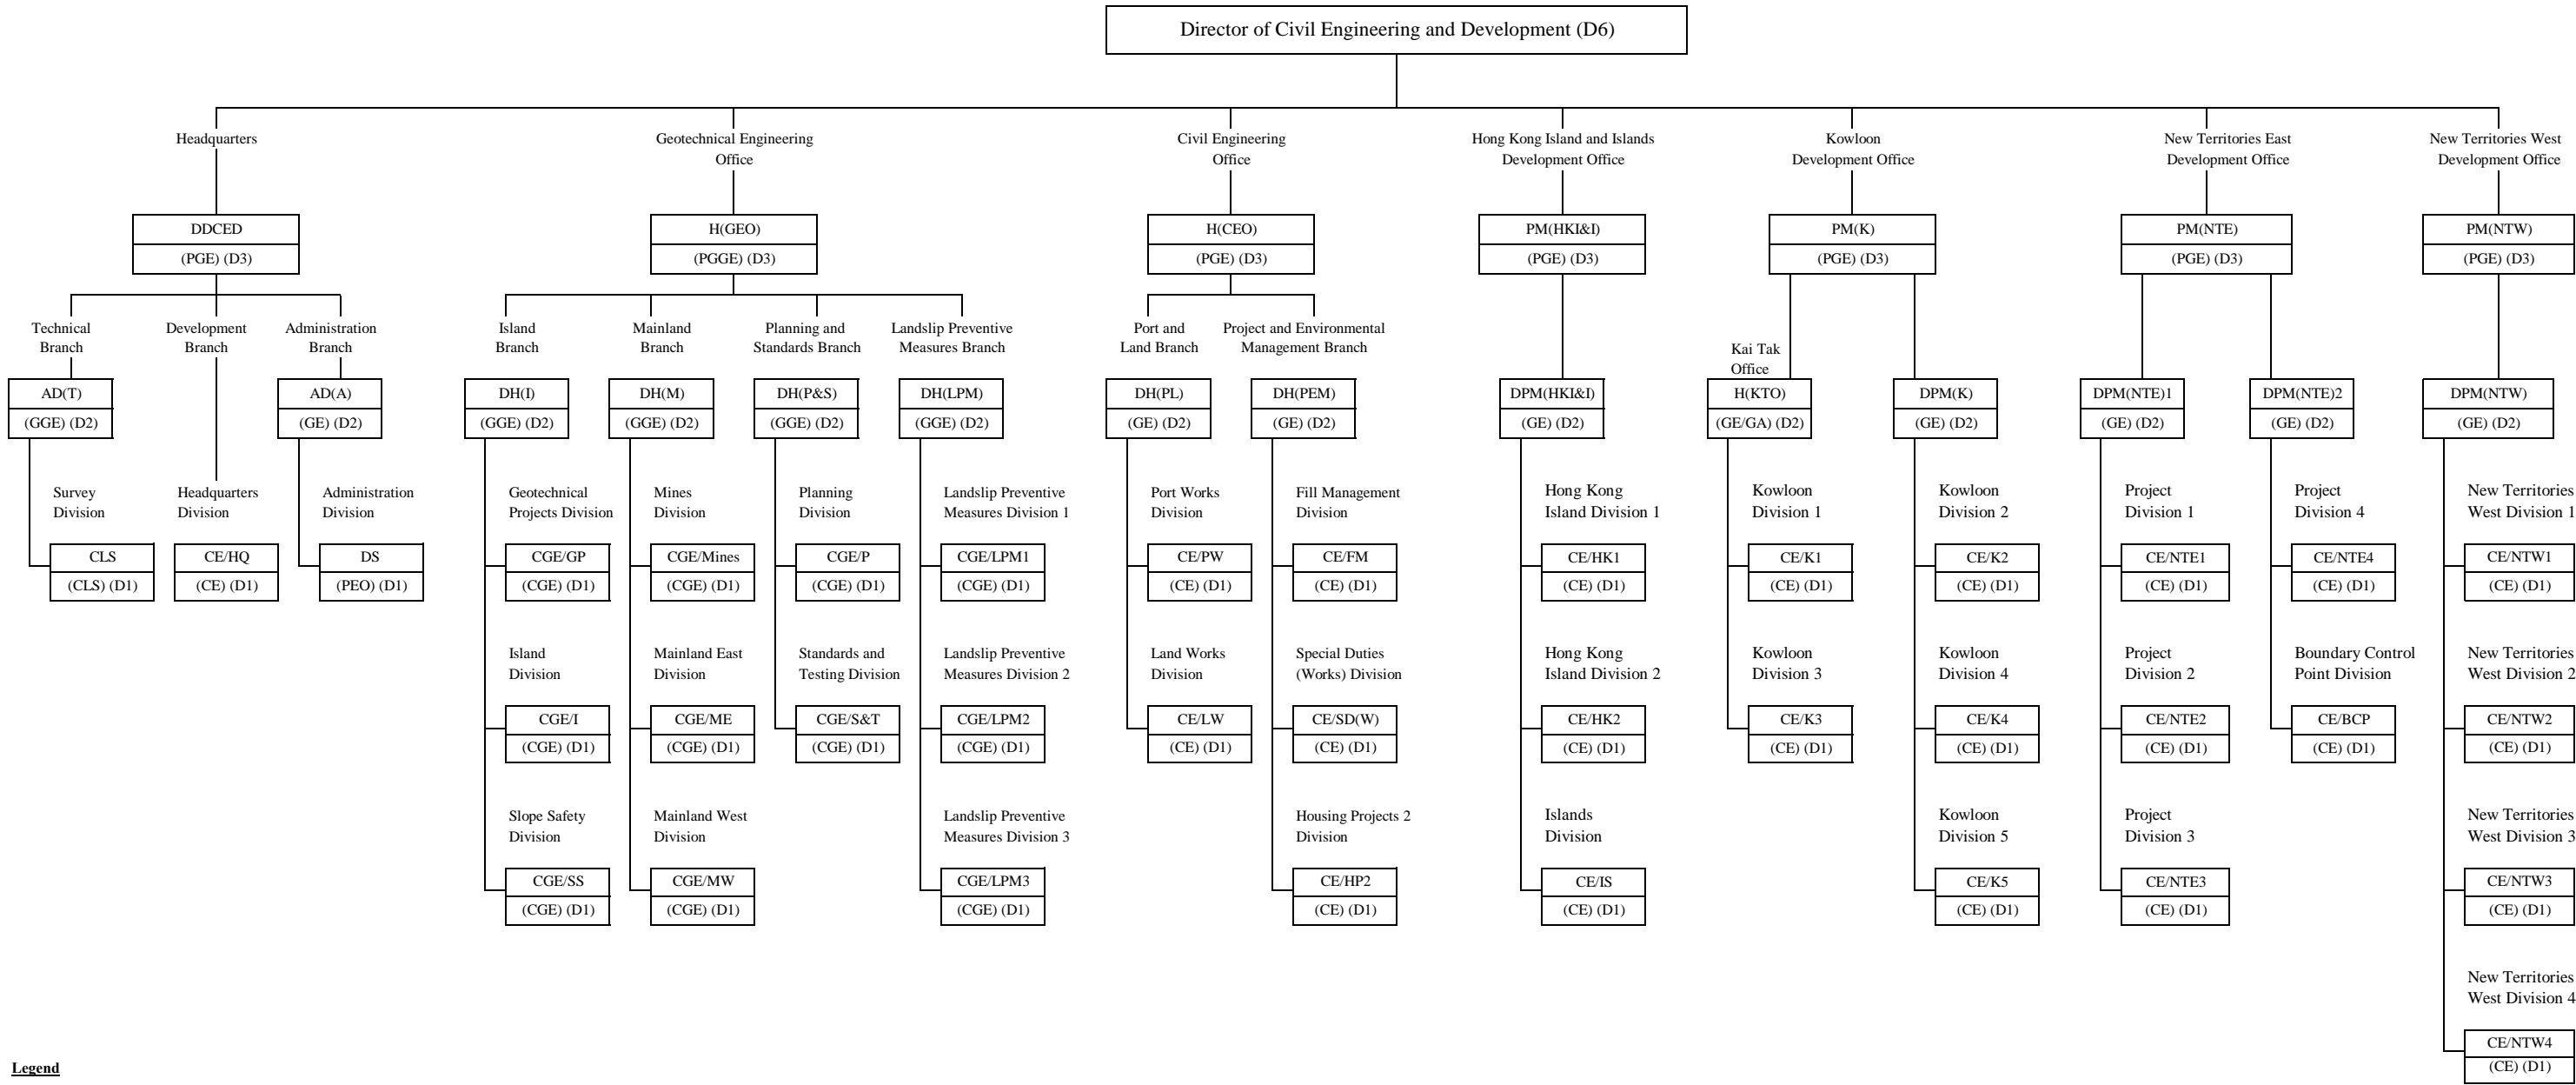 Director of Civil Engineering and Development (D6)
Headquarters
Geotechnical Engineering
Office
Civil Engineering
Office
Hong Kong Island and Islands
Development Office
Kowloon
Development Office
New Territories East
Development Office
New Territories West
Development Office
DDCED
(PGE) (D3)
H(GEO)
(PGGE) (D3)
H(CEO)
(PGE) (D3)
PM(HKI&I)
(PGE) (D3)
PM(K)
(PGE) (D3)
PM(NTE)
(PGE) (D3)
PM(NTW)
(PGE) (D3)
Technical
Branch
Development
Branch
Administration
Branch
Island
Branch
Mainland
Branch
Planning and
Standards Branch
Landslip Preventive
Measures Branch
Port and
Land Branch
Project and Environmental
Management Branch
Kai Tak
Office
AD(T)
(GGE) (D2)
AD(A)
(GE) (D2)
DH(I)
(GGE) (D2)
DH(M)
(GGE) (D2)
DH(P&S)
(GGE) (D2)
DH(LPM)
(GGE) (D2)
DH(PL)
(GE) (D2)
DH(PEM)
(GE) (D2)
DPM(HKI&I)
(GE) (D2)
H(KTO)
(GE/GA) (D2)
DPM(K)
(GE) (D2)
DPM(NTE)1
(GE) (D2)
DPM(NTE)2
(GE) (D2)
DPM(NTW)
(GE) (D2)
Survey
Division
Headquarters
Division
Administration
Division
Geotechnical
Projects Division
Mines
Division
Planning
Division
Landslip Preventive
Measures Division 1
Port Works
Division
Fill Management
Division
Hong Kong
Island Division 1
Kowloon
Division 1
Kowloon
Division 2
Project
Division 1
Project
Division 4
New Territories
West Division 1
CLS
(CLS) (D1)
CE/HQ
(CE) (D1)
DS
(PEO) (D1)
CGE/GP
(CGE) (D1)
CGE/Mines
(CGE) (D1)
CGE/P
(CGE) (D1)
CGE/LPM1
(CGE) (D1)
CE/PW
(CE) (D1)
CE/FM
(CE) (D1)
CE/HK1
(CE) (D1)
CE/K1
(CE) (D1)
CE/K2
(CE) (D1)
CE/NTE1
(CE) (D1)
CE/NTE4
(CE) (D1)
CE/NTW1
(CE) (D1)
Island
Division
Mainland East
Division
Standards and
Testing Division
Landslip Preventive
Measures Division 2
Land Works
Division
Special Duties
(Works) Division
Hong Kong
Island Division 2
Kowloon
Division 3
Kowloon
Division 4
Project
Division 2
Boundary Control
Point Division
New Territories
West Division 2
CGE/I
(CGE) (D1)
CGE/ME
(CGE) (D1)
CGE/S&T
(CGE) (D1)
CGE/LPM2
(CGE) (D1)
CE/LW
(CE) (D1)
CE/SD(W)
(CE) (D1)
CE/HK2
(CE) (D1)
CE/K3
(CE) (D1)
CE/K4
(CE) (D1)
CE/NTE2
(CE) (D1)
CE/BCP
(CE) (D1)
CE/NTW2
(CE) (D1)
Slope Safety
Division
Mainland West
Division
Landslip Preventive
Measures Division 3
Housing Projects 2
Division
Islands
Division
Kowloon
Division 5
Project
Division 3
New Territories
West Division 3
CGE/SS
(CGE) (D1)
CGE/MW
(CGE) (D1)
CGE/LPM3
(CGE) (D1)
CE/HP2
(CE) (D1)
CE/IS
(CE) (D1)
CE/K5
(CE) (D1)
CE/NTE3
(CE) (D1)
CE/NTW3
(CE) (D1)
New Territories
West Division 4
CE/NTW4
(CE) (D1)
Legend